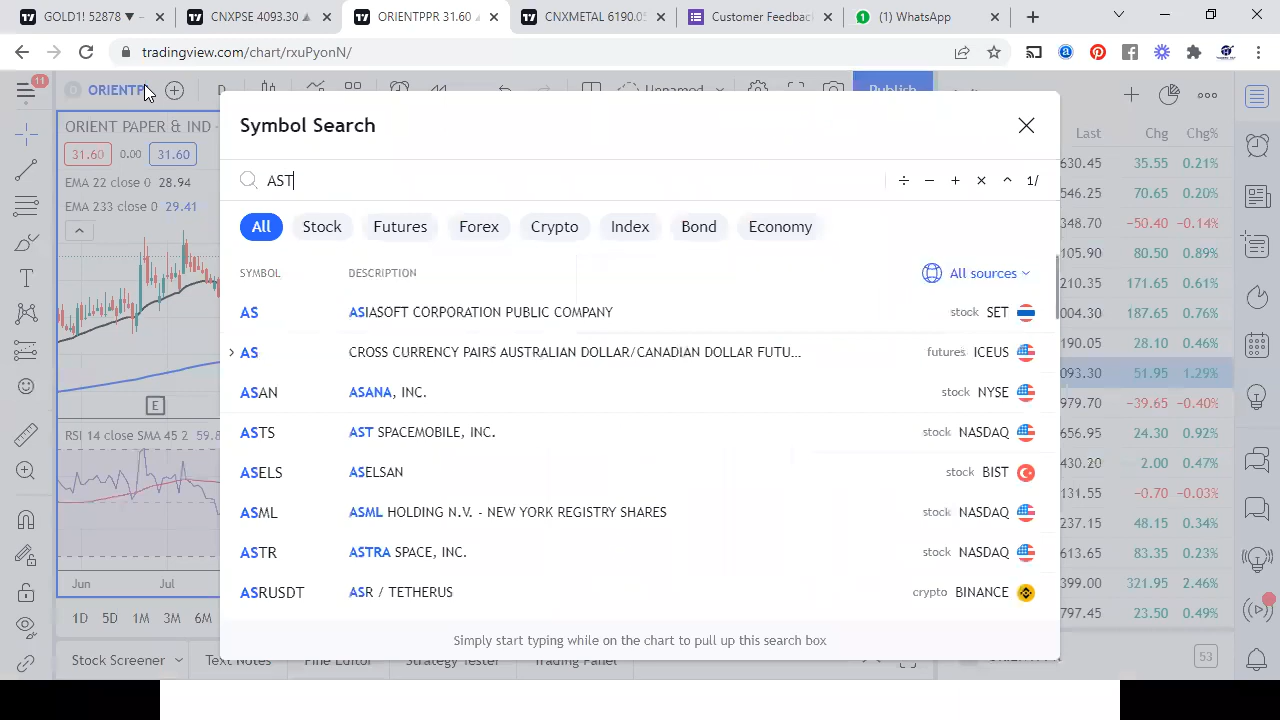 GOLD1! 52878 ▼ −
CNXPSE 4093.30 ▲
ORIENTPPR 31.60
CNXMETAL 6190.05
Customer Feedback
(1) WhatsApp
tradingview.com/chart/rxuPyonN/
11
ORIENTP
D
Unnamed
Publish
ORIENT PAPER & IND
31.60 0.00 31.60
EMA 22 close 0 28.94
EMA 233 close 0 29.41
E
RSI 14 close SMA 45 2 59.8
Jun Jul
1D 5D 1M 3M 6M
Stock Screener
Text Notes
Pine Editor
Strategy Tester
Trading Panel
Symbol Search
AST
÷ − + × ^ 1/
All Stock Futures Forex Crypto Index Bond Economy
SYMBOL DESCRIPTION All sources
AS ASIASOFT CORPORATION PUBLIC COMPANY stock SET
AS CROSS CURRENCY PAIRS AUSTRALIAN DOLLAR/CANADIAN DOLLAR FUTU... futures ICEUS
ASAN ASANA, INC. stock NYSE
ASTS AST SPACEMOBILE, INC. stock NASDAQ
ASELS ASELSAN stock BIST
ASML ASML HOLDING N.V. - NEW YORK REGISTRY SHARES stock NASDAQ
ASTR ASTRA SPACE, INC. stock NASDAQ
ASRUSDT ASR / TETHERUS crypto BINANCE
Simply start typing while on the chart to pull up this search box
Last Chg Chg%
630.45 35.55 0.21%
546.25 70.65 0.20%
348.70 −50.40 −0.14%
105.90 80.50 0.89%
210.35 171.65 0.61%
004.30 187.65 0.76%
190.05 28.10 0.46%
093.30 51.95 1.29%
979.70 −39.65 −0.40%
656.95 24.30 0.92%
430.20 2.00 0.47%
131.55 −0.70 −0.03%
237.15 48.15 0.34%
613.65 83.35 0.23%
399.00 321.95 2.46%
797.45 23.50 0.49%
53